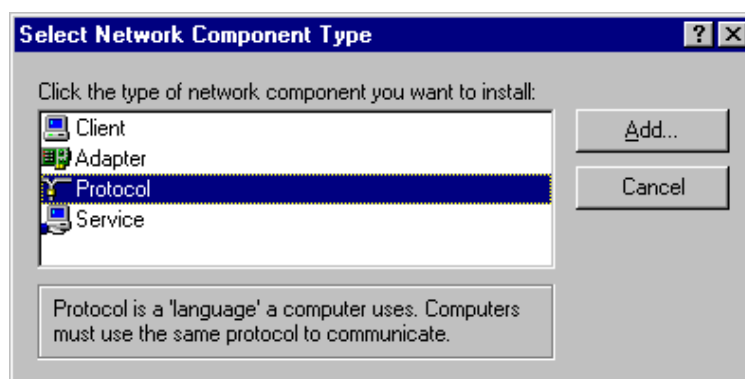 Select Network Component Type
Click the type of network component you want to install:
Client
Adapter
Protocol
Service
Add...
Cancel
Protocol is a 'language' a computer uses. Computers
must use the same protocol to communicate.